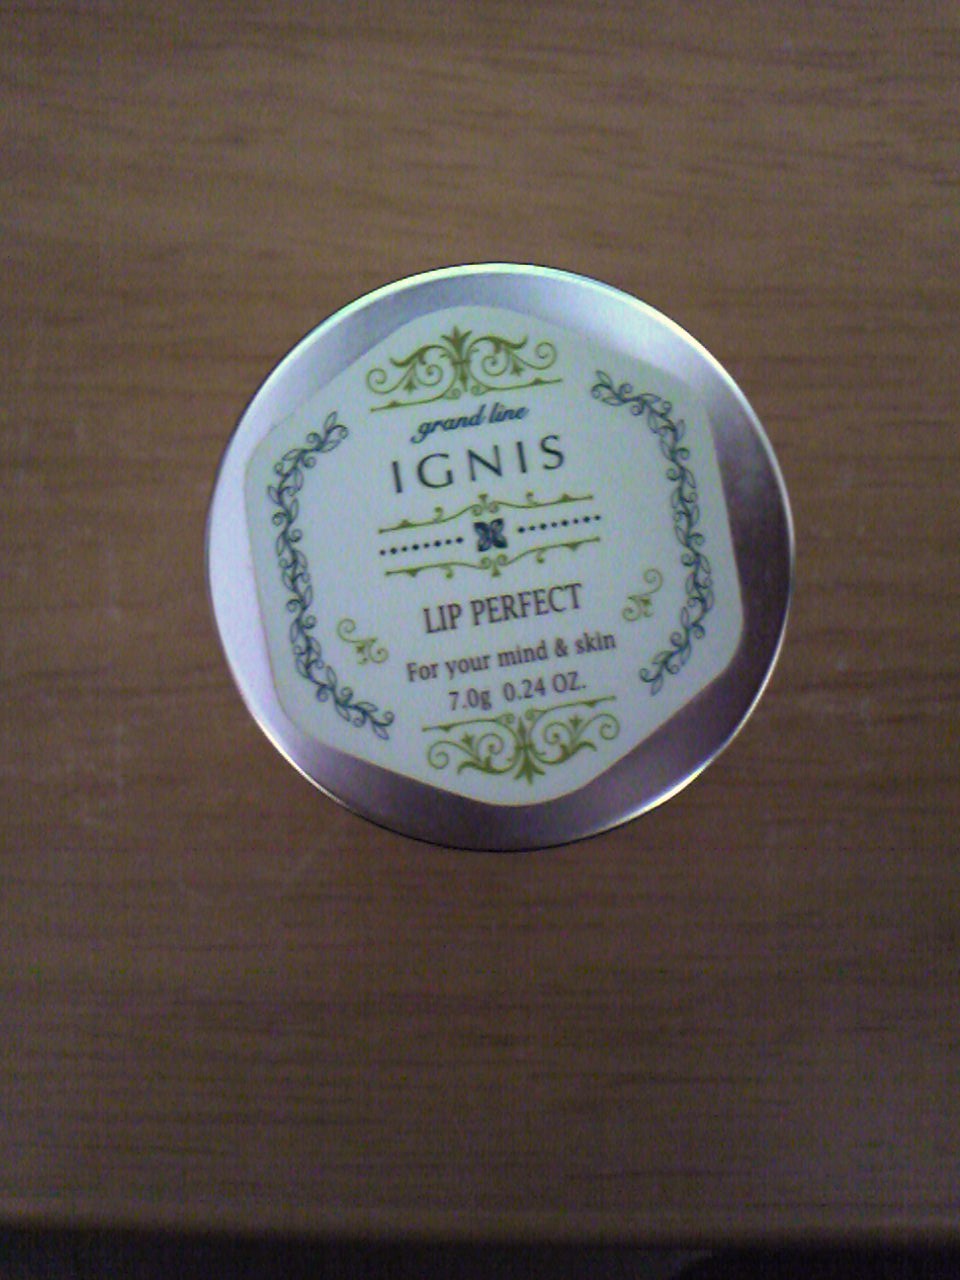 grand line
IGNIS
LIP PERFECT
For your mind & skin
7.0g 0.24 OZ.